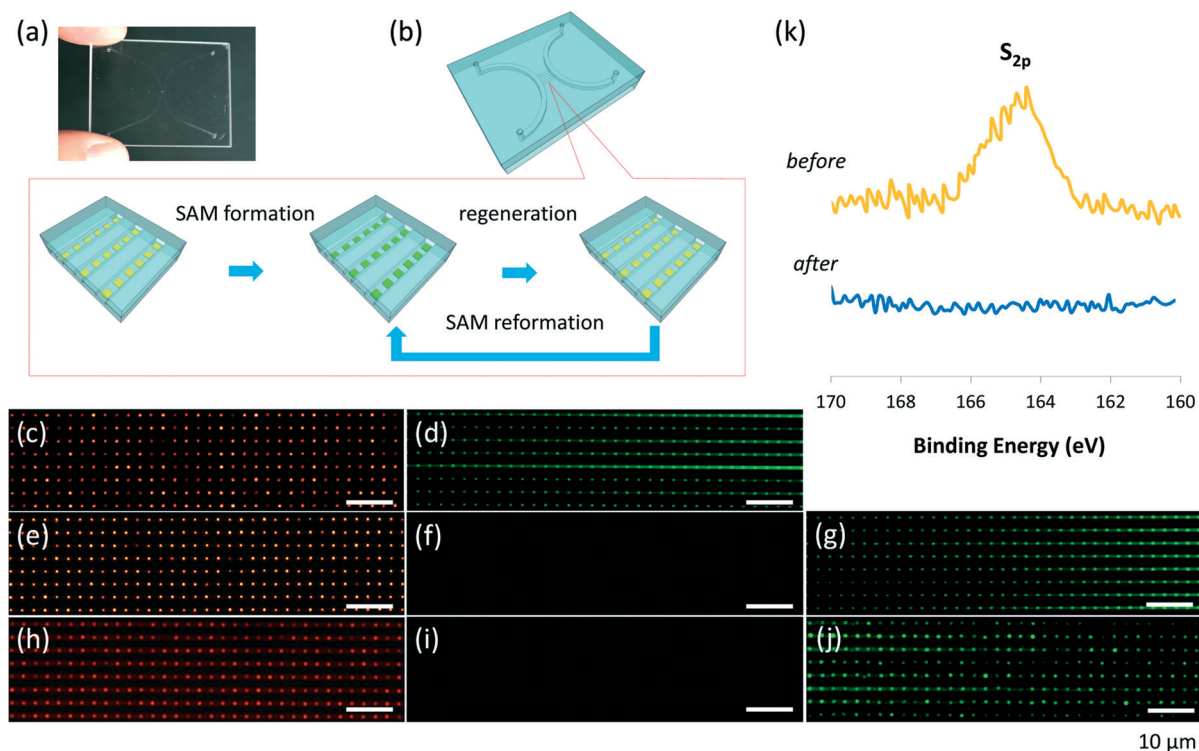 (a)
(b)
(k)
S2p
before
after
SAM formation
regeneration
SAM reformation
170 168 166 164 162 160
Binding Energy (eV)
(c)
(d)
(e)
(f)
(g)
(h)
(i)
(j)
10 μm